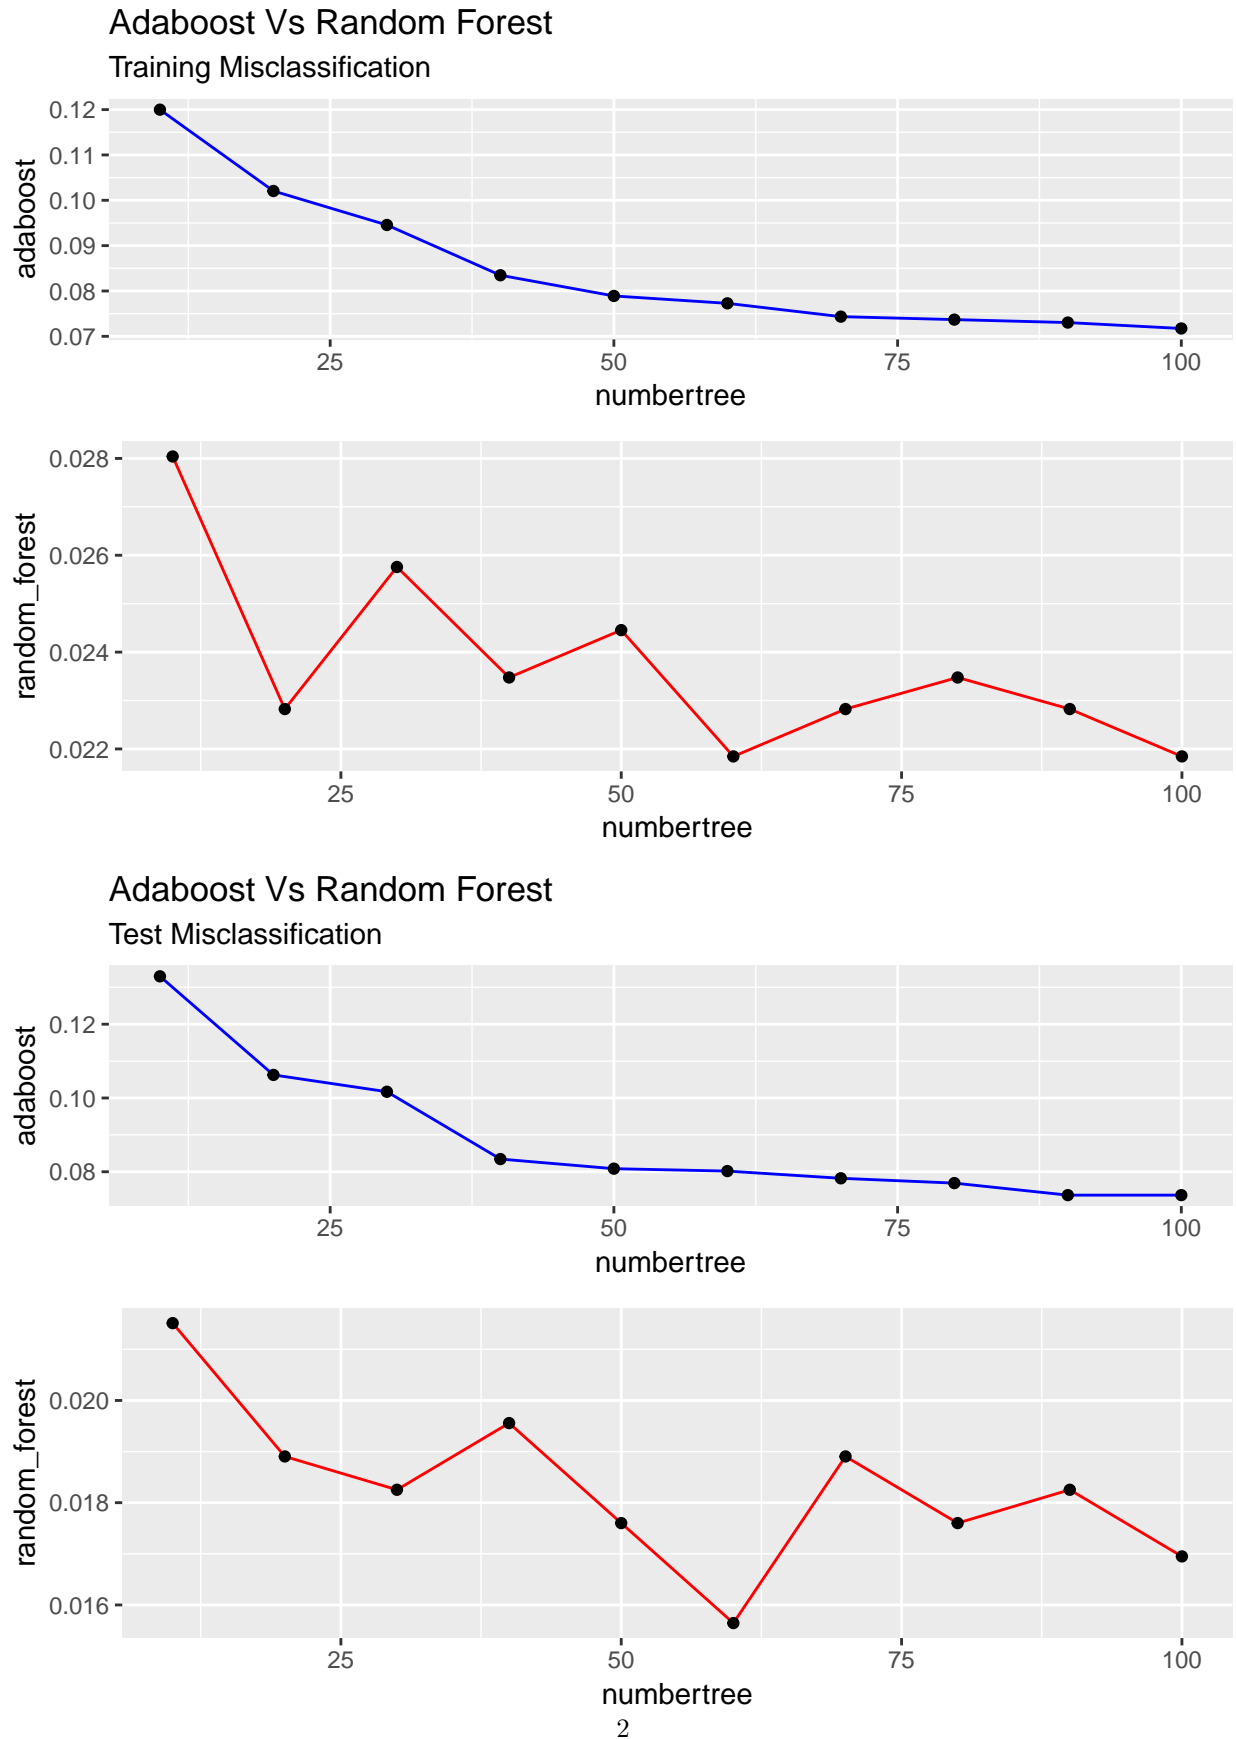 Adaboost Vs Random Forest
Training Misclassification
adaboost
0.12
0.11
0.10
0.09
0.08
0.07
25 50 75 100
numbertree
random_forest
0.028
0.026
0.024
0.022
25 50 75 100
numbertree
Adaboost Vs Random Forest
Test Misclassification
adaboost
0.12
0.10
0.08
25 50 75 100
numbertree
random_forest
0.020
0.018
0.016
25 50 75 100
numbertree
2